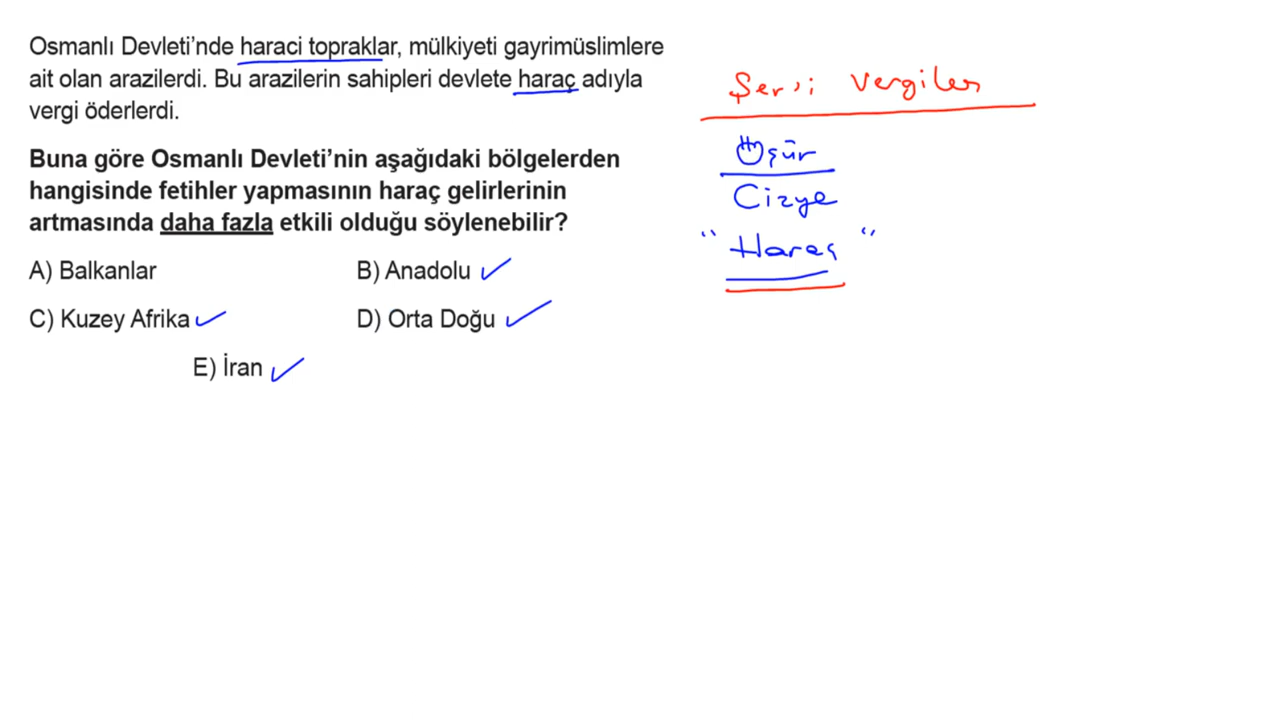 Osmanlı Devleti’nde haraci topraklar, mülkiyeti gayrimüslimlere
ait olan arazilerdi. Bu arazilerin sahipleri devlete haraç adıyla
vergi öderlerdi.
Buna göre Osmanlı Devleti’nin aşağıdaki bölgelerden
hangisinde fetihler yapmasının haraç gelirlerinin
artmasında daha fazla etkili olduğu söylenebilir?
A) Balkanlar
B) Anadolu
C) Kuzey Afrika
D) Orta Doğu
E) İran
Şer'i Vergiler
Öşür
Cizye
" Haraç "